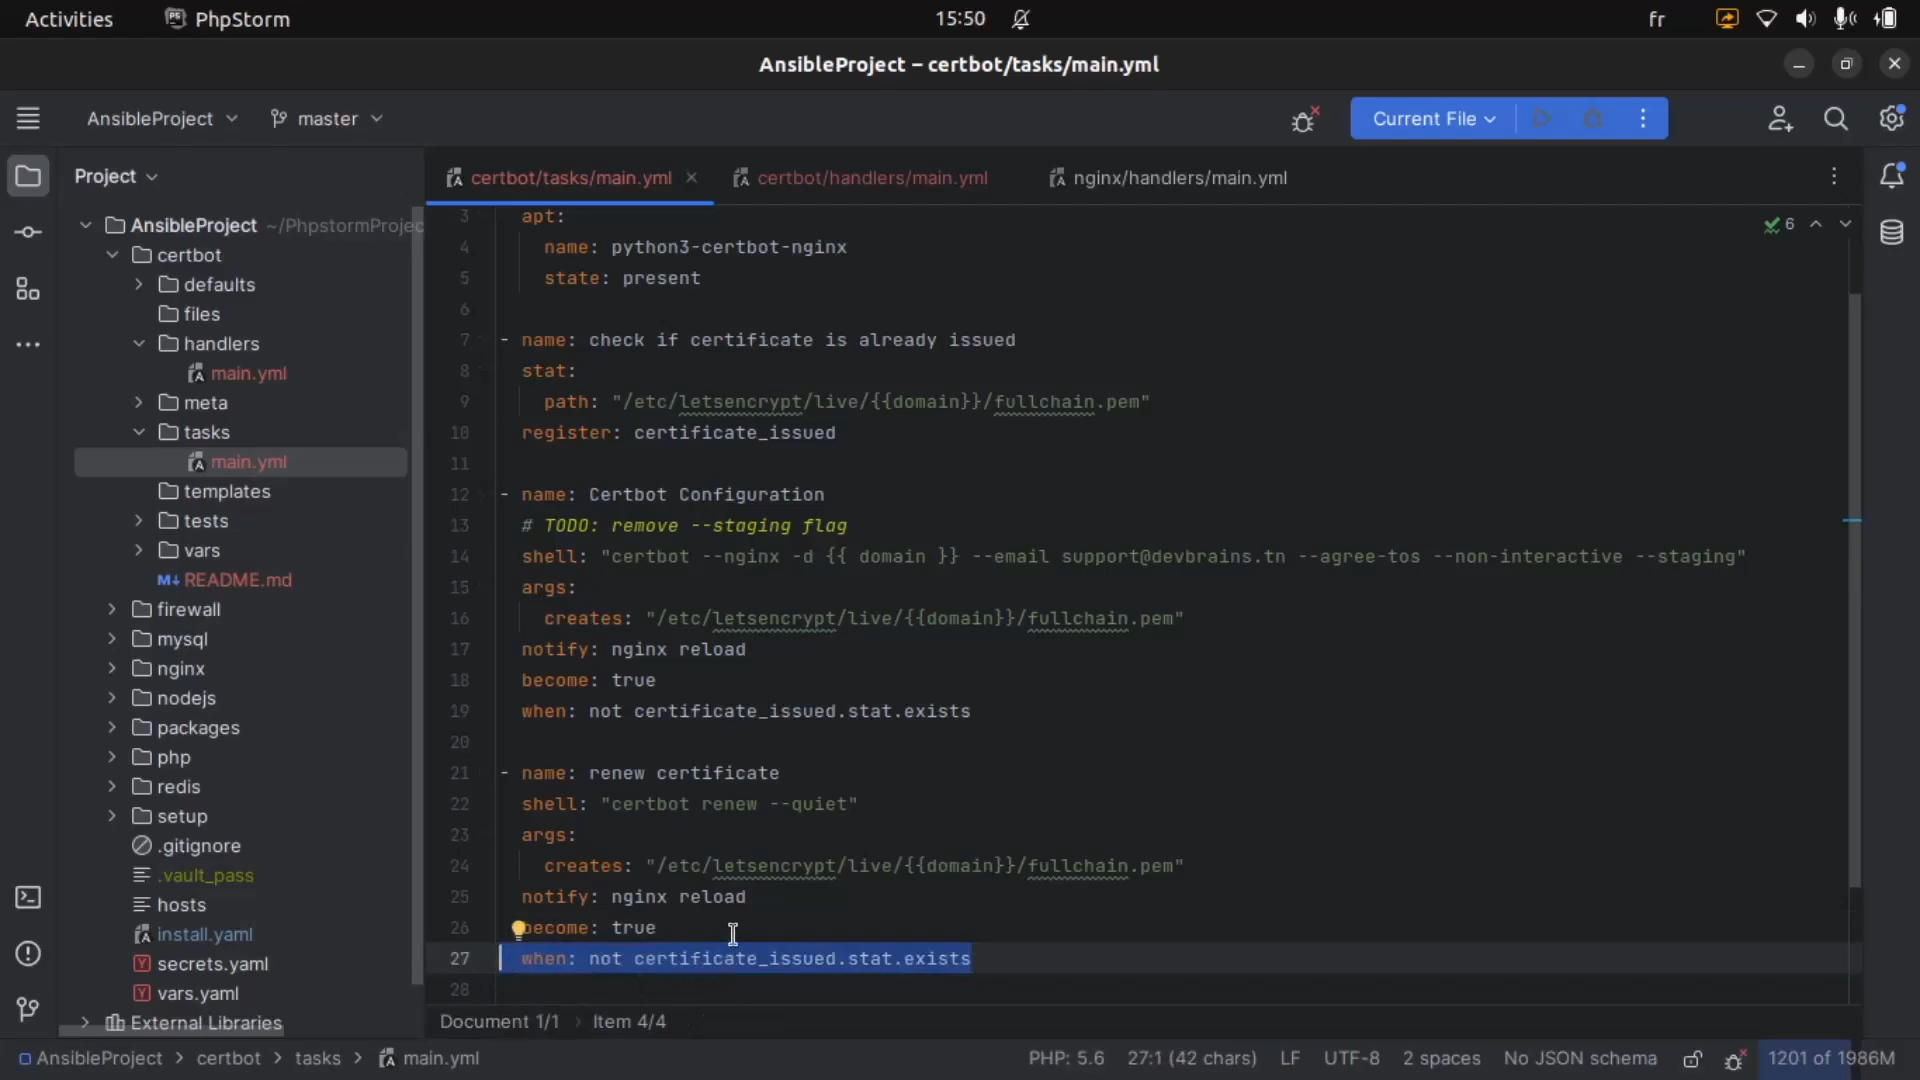 Activities
PhpStorm
15:50
fr
AnsibleProject – certbot/tasks/main.yml
AnsibleProject
master
Current File
Project
certbot/tasks/main.yml
certbot/handlers/main.yml
nginx/handlers/main.yml
AnsibleProject ~/PhpstormProjec
certbot
defaults
files
handlers
main.yml
meta
tasks
main.yml
templates
tests
vars
README.md
firewall
mysql
nginx
nodejs
packages
php
redis
setup
.gitignore
.vault_pass
hosts
install.yaml
secrets.yaml
vars.yaml
External Libraries
6
3 apt:
4 name: python3-certbot-nginx
5 state: present
6
7 - name: check if certificate is already issued
8 stat:
9 path: "/etc/letsencrypt/live/{{domain}}/fullchain.pem"
10 register: certificate_issued
11
12 - name: Certbot Configuration
13 # TODO: remove --staging flag
14 shell: "certbot --nginx -d {{ domain }} --email support@devbrains.tn --agree-tos --non-interactive --staging"
15 args:
16 creates: "/etc/letsencrypt/live/{{domain}}/fullchain.pem"
17 notify: nginx reload
18 become: true
19 when: not certificate_issued.stat.exists
20
21 - name: renew certificate
22 shell: "certbot renew --quiet"
23 args:
24 creates: "/etc/letsencrypt/live/{{domain}}/fullchain.pem"
25 notify: nginx reload
26 become: true
27 when: not certificate_issued.stat.exists
28
Document 1/1 › Item 4/4
AnsibleProject > certbot > tasks > main.yml
PHP: 5.6
27:1 (42 chars)
LF
UTF-8
2 spaces
No JSON schema
1201 of 1986M